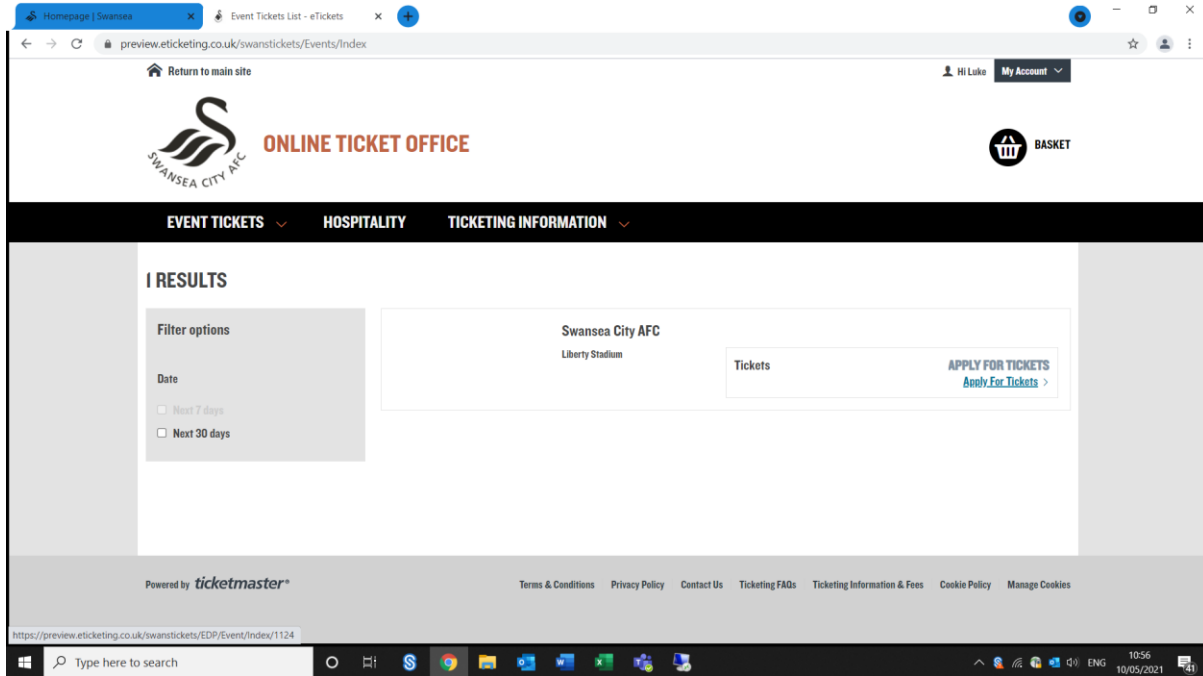 Homepage | Swansea
Event Tickets List - eTickets
preview.eticketing.co.uk/swanstickets/Events/Index
Return to main site
Hi Luke
My Account
SWANSEA CITY AFC
ONLINE TICKET OFFICE
BASKET
EVENT TICKETS
HOSPITALITY
TICKETING INFORMATION
1 RESULTS
Filter options
Date
Next 7 days
Next 30 days
Swansea City AFC
Liberty Stadium
Tickets
APPLY FOR TICKETS
Apply For Tickets >
Powered by ticketmaster®
Terms & Conditions
Privacy Policy
Contact Us
Ticketing FAQs
Ticketing Information & Fees
Cookie Policy
Manage Cookies
https://preview.eticketing.co.uk/swanstickets/EDP/Event/Index/1124
Type here to search
ENG
10:56
10/05/2021
41